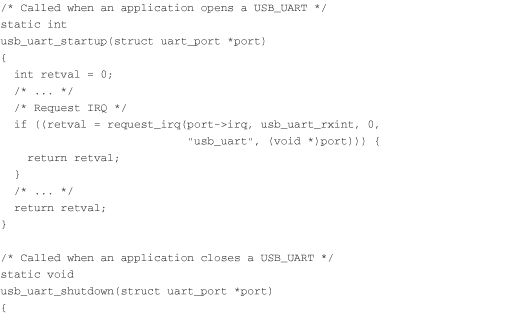 /* Called when an application opens a USB_UART */
static int
usb_uart_startup(struct uart_port *port)
{
  int retval = 0;
  /* ... */
  /* Request IRQ */
  if ((retval = request_irq(port->irq, usb_uart_rxint, 0,
                            "usb_uart", (void *)port))) {
    return retval;
  }
  /* ... */
  return retval;
}

/* Called when an application closes a USB_UART */
static void
usb_uart_shutdown(struct uart_port *port)
{